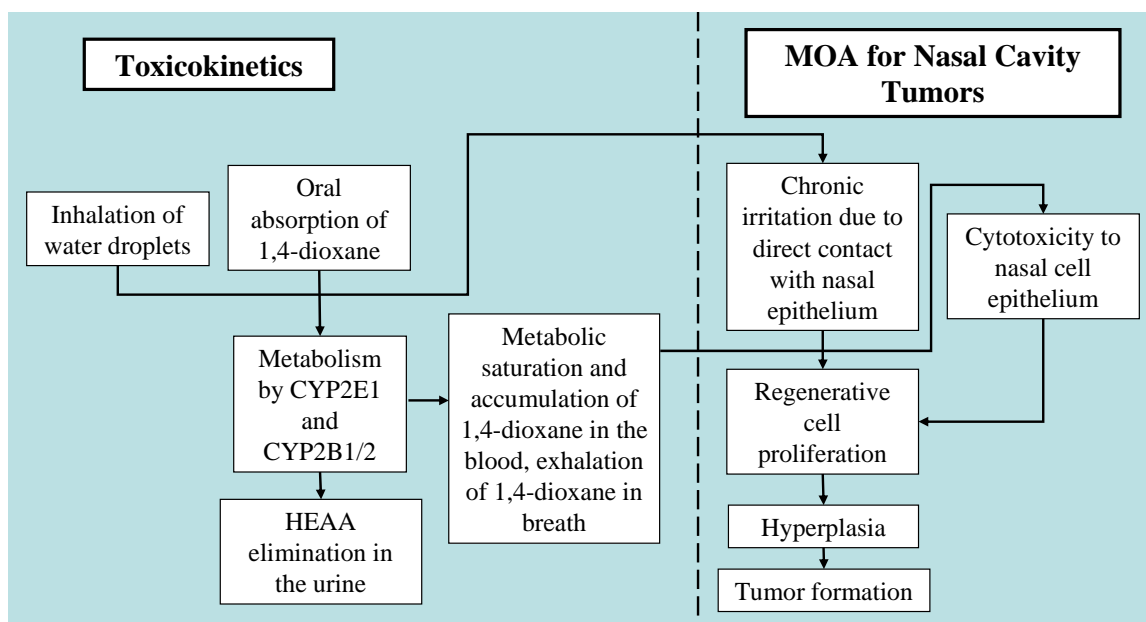 Toxicokinetics
MOA for Nasal Cavity
Tumors
Inhalation of
water droplets
Oral
absorption of
1,4-dioxane
Metabolism
by CYP2E1
and
CYP2B1/2
HEAA
elimination in
the urine
Metabolic
saturation and
accumulation of
1,4-dioxane in the
blood, exhalation
of 1,4-dioxane in
breath
Chronic
irritation due to
direct contact
with nasal
epithelium
Cytotoxicity to
nasal cell
epithelium
Regenerative
cell
proliferation
Hyperplasia
Tumor formation